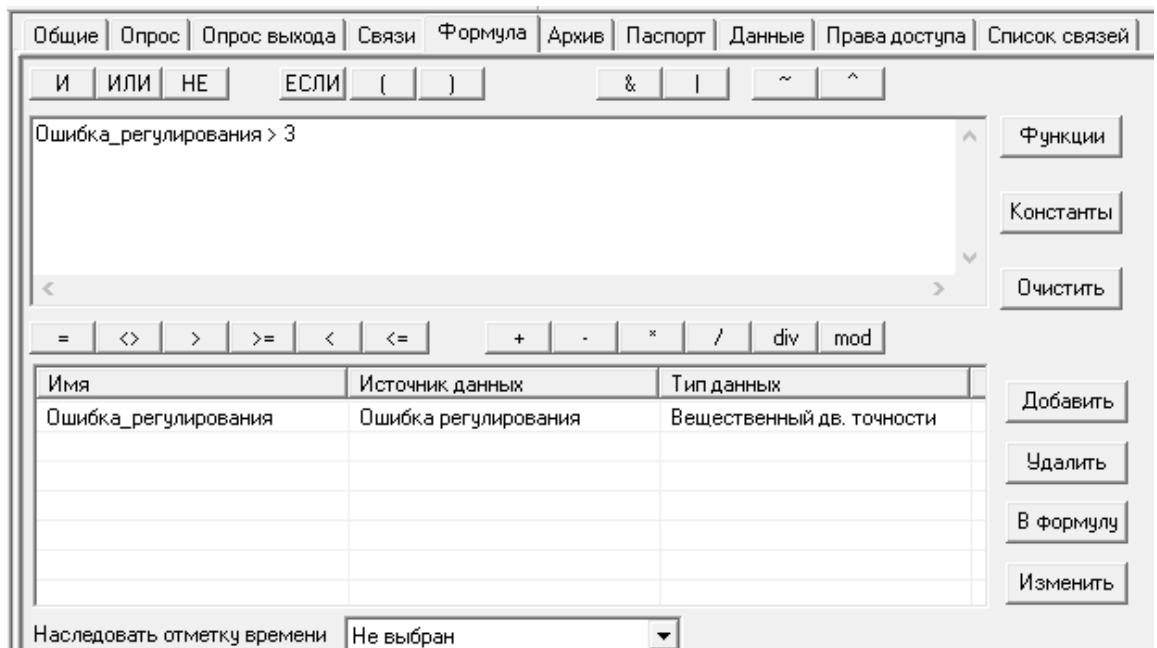 Общие Опрос Опрос выхода Связи Формула Архив Паспорт Данные Права доступа Список связей
И ИЛИ НЕ ЕСЛИ ( ) & | ~ ^
Ошибка_регулирования > 3
Функции
Константы
Очистить
= <> > >= < <= + - * / div mod
Имя Источник данных Тип данных
Ошибка_регулирования Ошибка регулирования Вещественный дв. точности
Добавить
Удалить
В формулу
Изменить
Наследовать отметку времени Не выбран